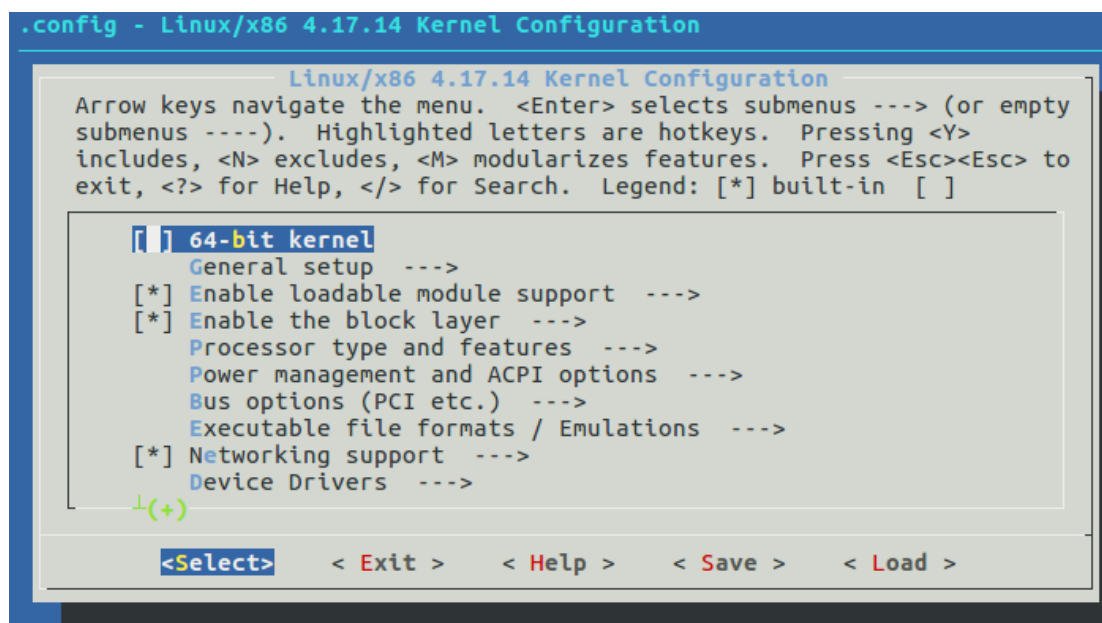 .config - Linux/x86 4.17.14 Kernel Configuration
Linux/x86 4.17.14 Kernel Configuration
Arrow keys navigate the menu.  <Enter> selects submenus ---> (or empty
submenus ----).  Highlighted letters are hotkeys.  Pressing <Y>
includes, <N> excludes, <M> modularizes features.  Press <Esc><Esc> to
exit, <?> for Help, </> for Search.  Legend: [*] built-in  [ ]
[ ] 64-bit kernel
General setup  --->
[*] Enable loadable module support  --->
[*] Enable the block layer  --->
Processor type and features  --->
Power management and ACPI options  --->
Bus options (PCI etc.)  --->
Executable file formats / Emulations  --->
[*] Networking support  --->
Device Drivers  --->
┴(+)
<Select>    < Exit >    < Help >    < Save >    < Load >